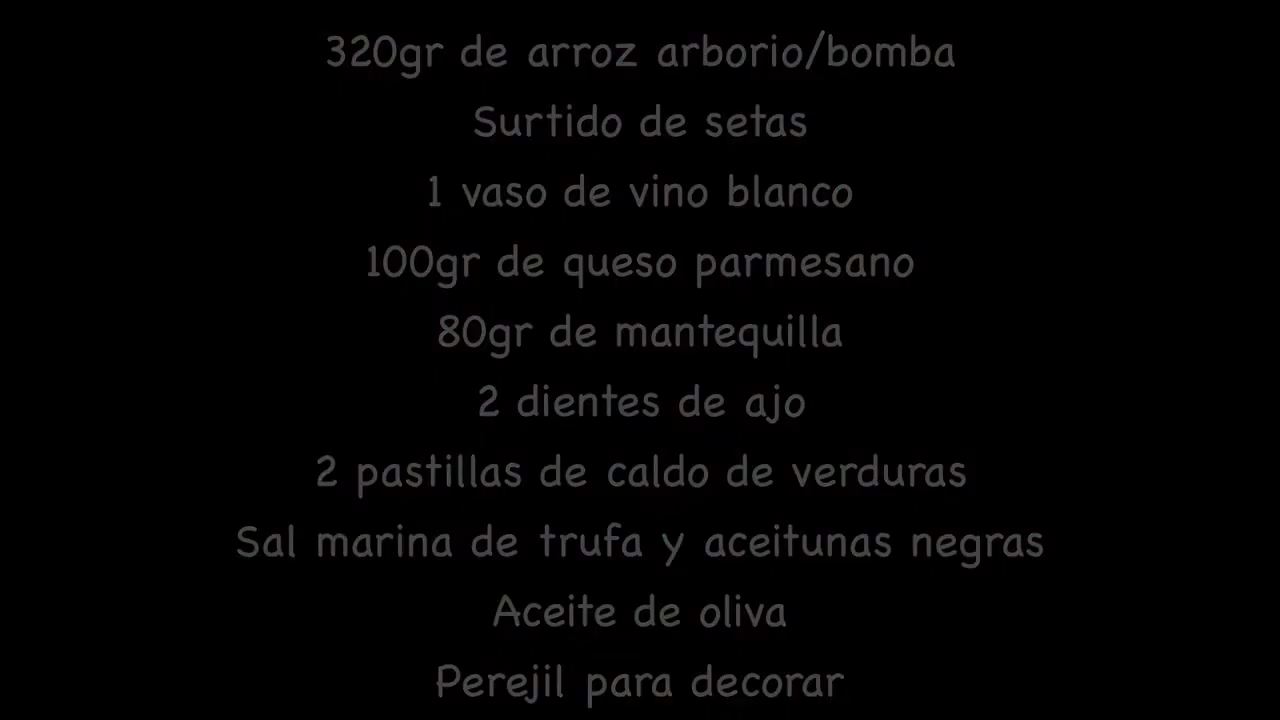 320gr de arroz arborio/bomba
Surtido de setas
1 vaso de vino blanco
100gr de queso parmesano
80gr de mantequilla
2 dientes de ajo
2 pastillas de caldo de verduras
Sal marina de trufa y aceitunas negras
Aceite de oliva
Perejil para decorar